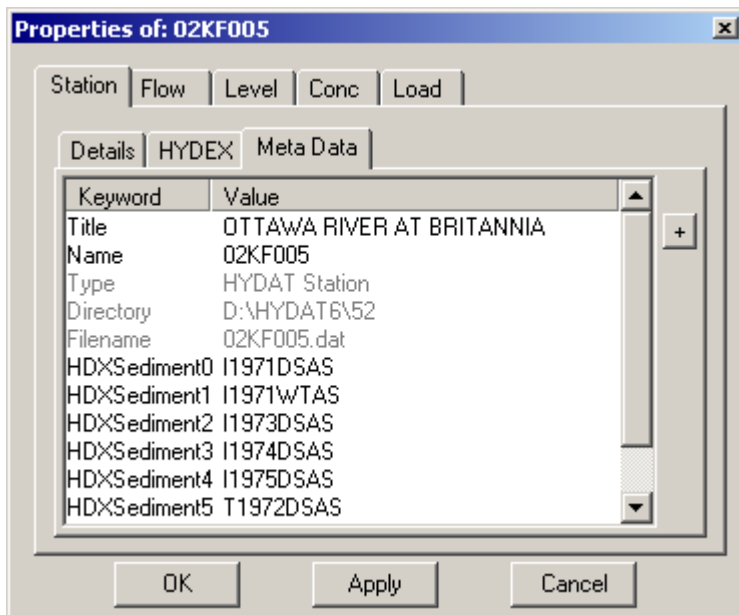 Properties of: 02KF005
Station Flow Level Conc Load
Details HYDEX Meta Data
Keyword Value
Title OTTAWA RIVER AT BRITANNIA
Name 02KF005
Type HYDAT Station
Directory D:\HYDAT6\52
Filename 02KF005.dat
HDXSediment0 I1971DSAS
HDXSediment1 I1971WTAS
HDXSediment2 I1973DSAS
HDXSediment3 I1974DSAS
HDXSediment4 I1975DSAS
HDXSediment5 T1972DSAS
+
OK Apply Cancel